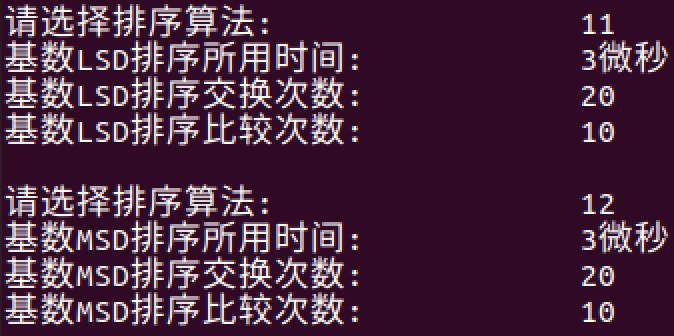 请选择排序算法: 11
基数LSD排序所用时间: 3微秒
基数LSD排序交换次数: 20
基数LSD排序比较次数: 10
请选择排序算法: 12
基数MSD排序所用时间: 3微秒
基数MSD排序交换次数: 20
基数MSD排序比较次数: 10